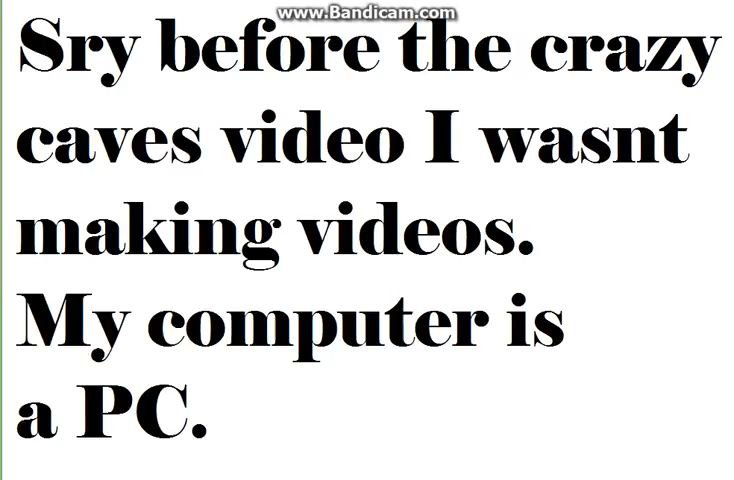 www.Bandicam.com
Sry before the crazy
caves video I wasnt
making videos.
My computer is
a PC.